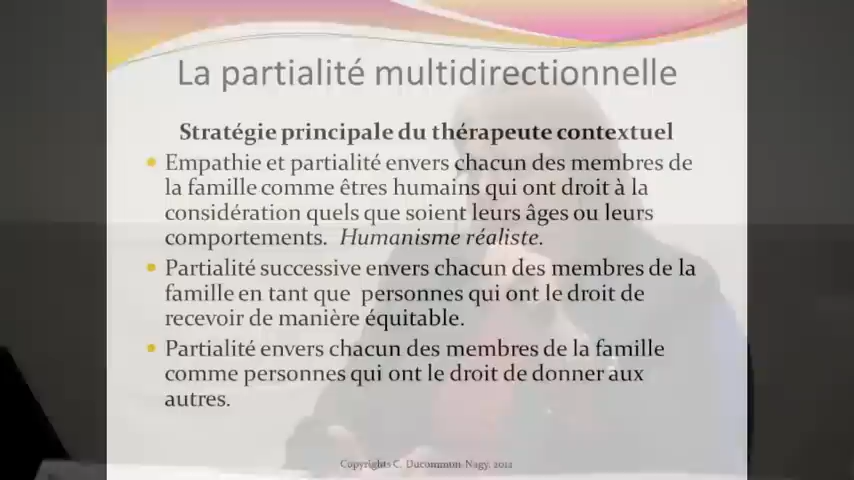 La partialité multidirectionnelle
Stratégie principale du thérapeute contextuel
Empathie et partialité envers chacun des membres de
la famille comme êtres humains qui ont droit à la
considération quels que soient leurs âges ou leurs
comportements. Humanisme réaliste.
Partialité successive envers chacun des membres de la
famille en tant que personnes qui ont le droit de
recevoir de manière équitable.
Partialité envers chacun des membres de la famille
comme personnes qui ont le droit de donner aux
autres.
Copyrights C. Ducommun-Nagy, 2012